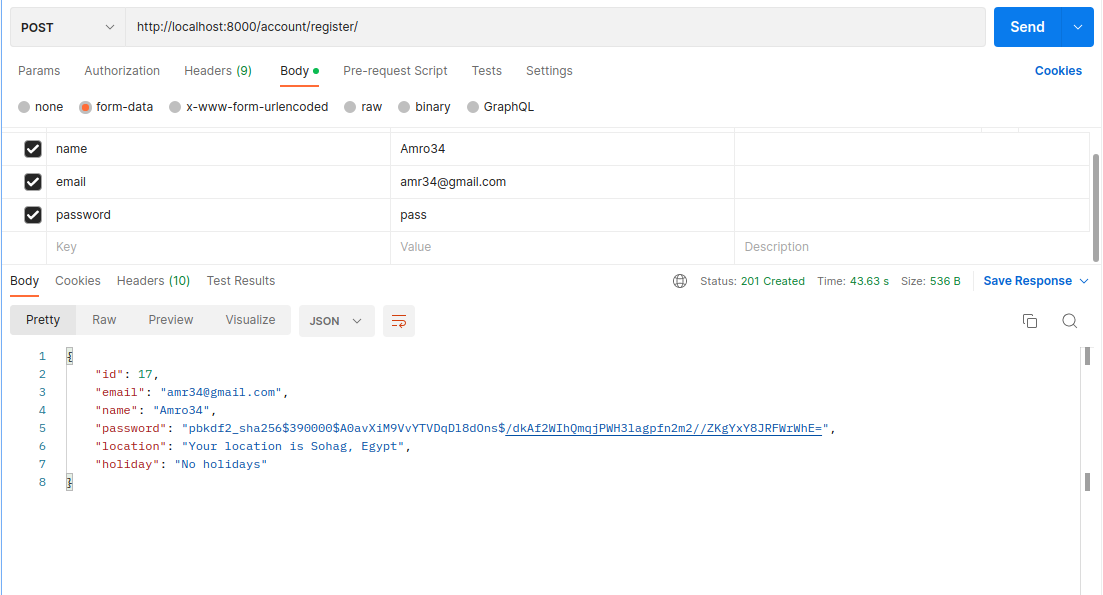 POST http://localhost:8000/account/register/ Send
Params Authorization Headers (9) Body Pre-request Script Tests Settings Cookies
none form-data x-www-form-urlencoded raw binary GraphQL
name Amro34
email amr34@gmail.com
password pass
Key Value Description
Body Cookies Headers (10) Test Results Status: 201 Created Time: 43.63 s Size: 536 B Save Response
Pretty Raw Preview Visualize JSON
1 {
2 "id": 17,
3 "email": "amr34@gmail.com",
4 "name": "Amro34",
5 "password": "pbkdf2_sha256$390000$A0avXiM9VvYTVDqDl8dOns$/dkAf2WIhQmqjPWH3lagpfn2m2//ZKgYxY8JRFWrWhE=",
6 "location": "Your location is Sohag, Egypt",
7 "holiday": "No holidays"
8 }